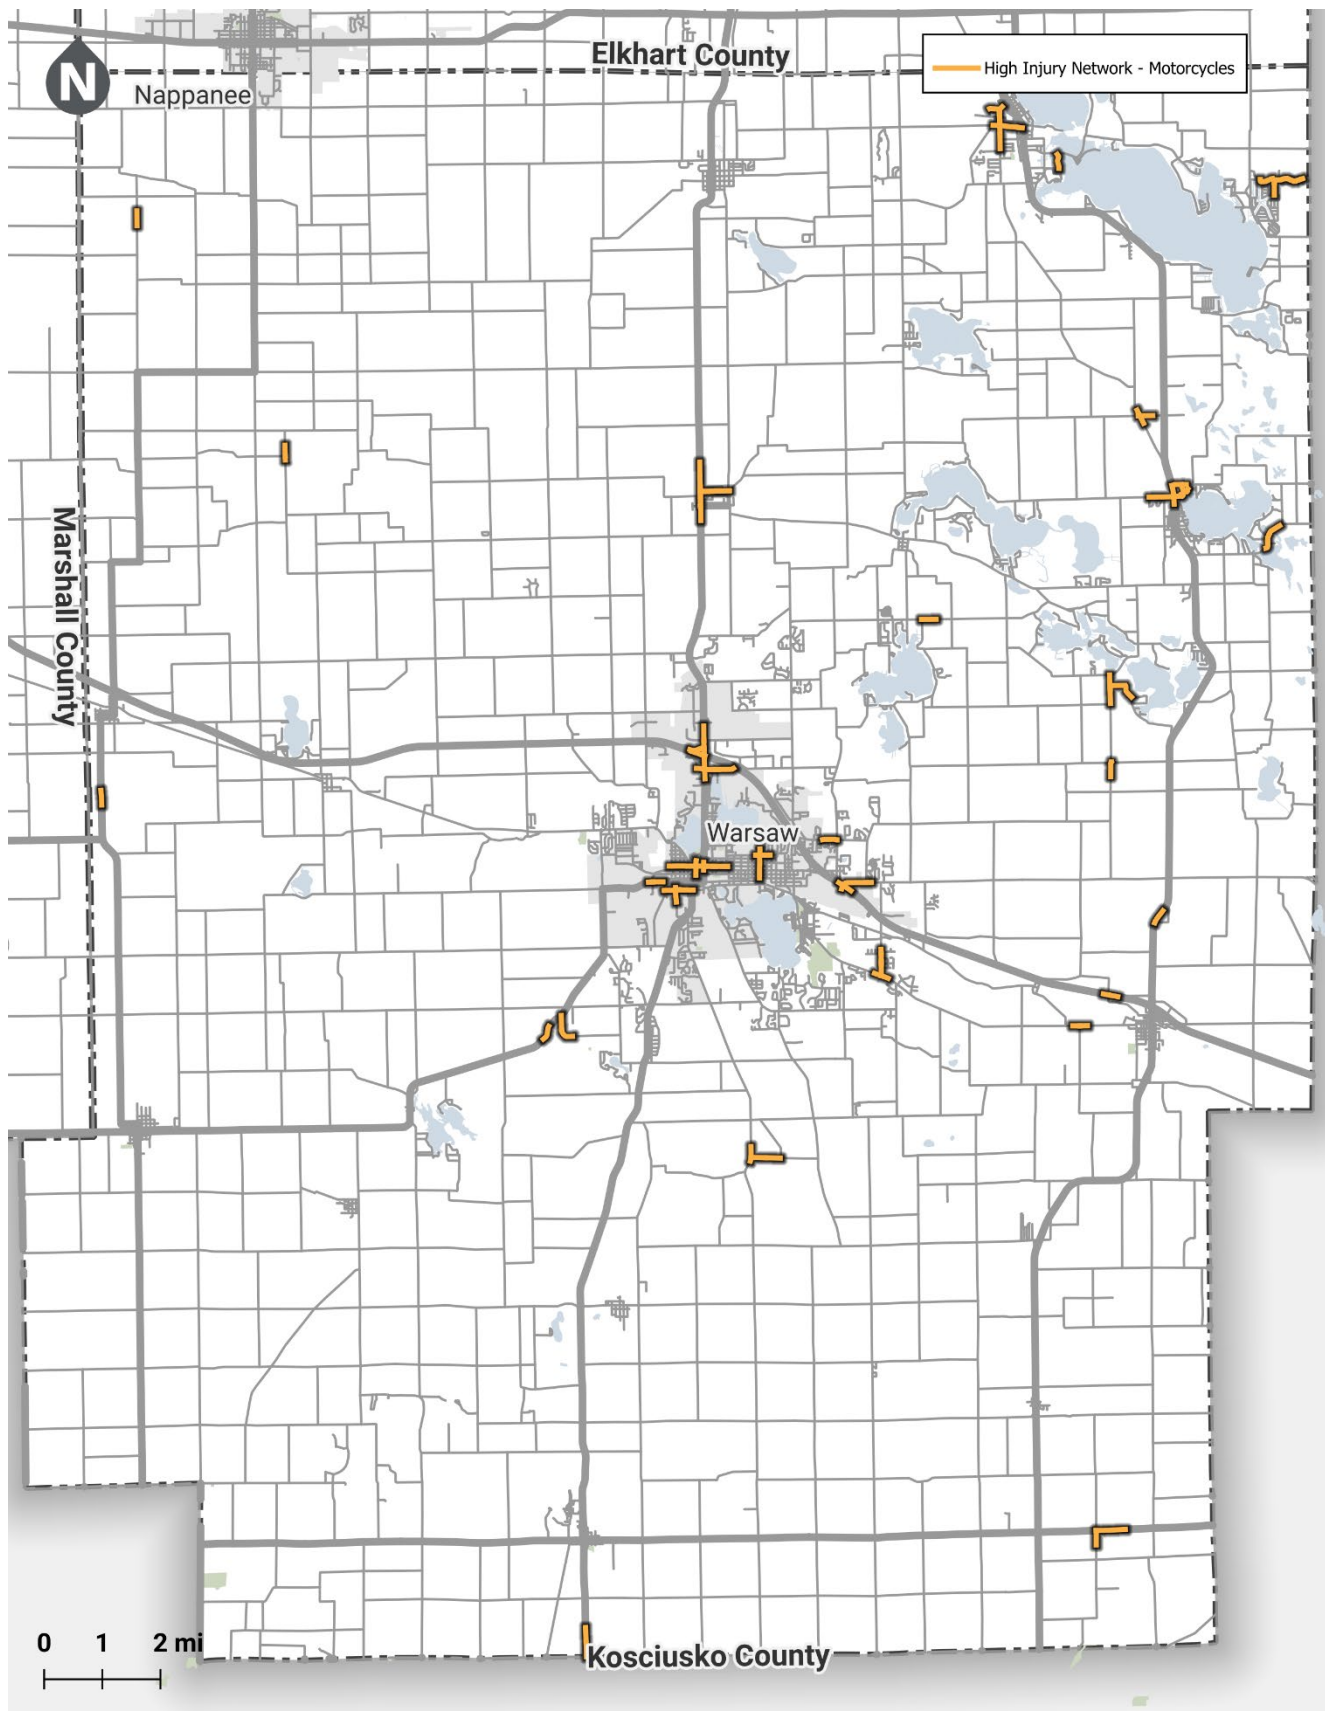 Elkhart County
High Injury Network - Motorcycles
N
Nappanee
Marshall County
Warsaw
0 1 2 mi
Kosciusko County